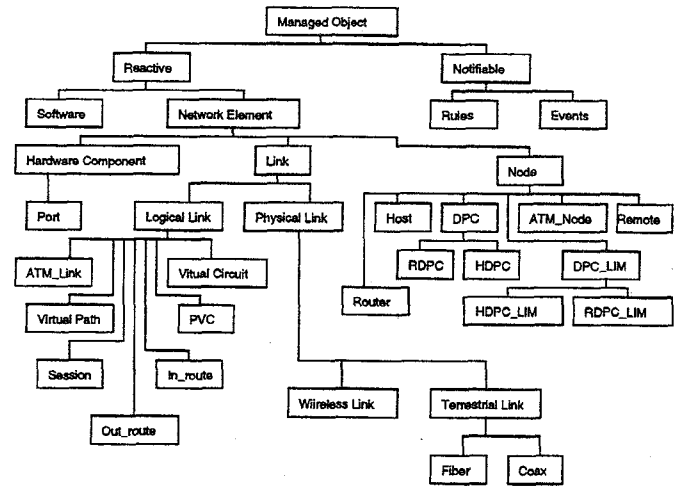 Managed Object
Reactive
Notifiable
Software
Network Element
Rules
Events
Hardware Component
Link
Node
Port
Logical Link
Physical Link
Host
DPC
ATM_Node
Remote
ATM_Link
Vitual Circuit
RDPC
HDPC
DPC_LIM
Router
Virtual Path
PVC
HDPC_LIM
RDPC_LIM
Session
In_route
Wiireless Link
Terrestrial Link
Out_route
Fiber
Coax